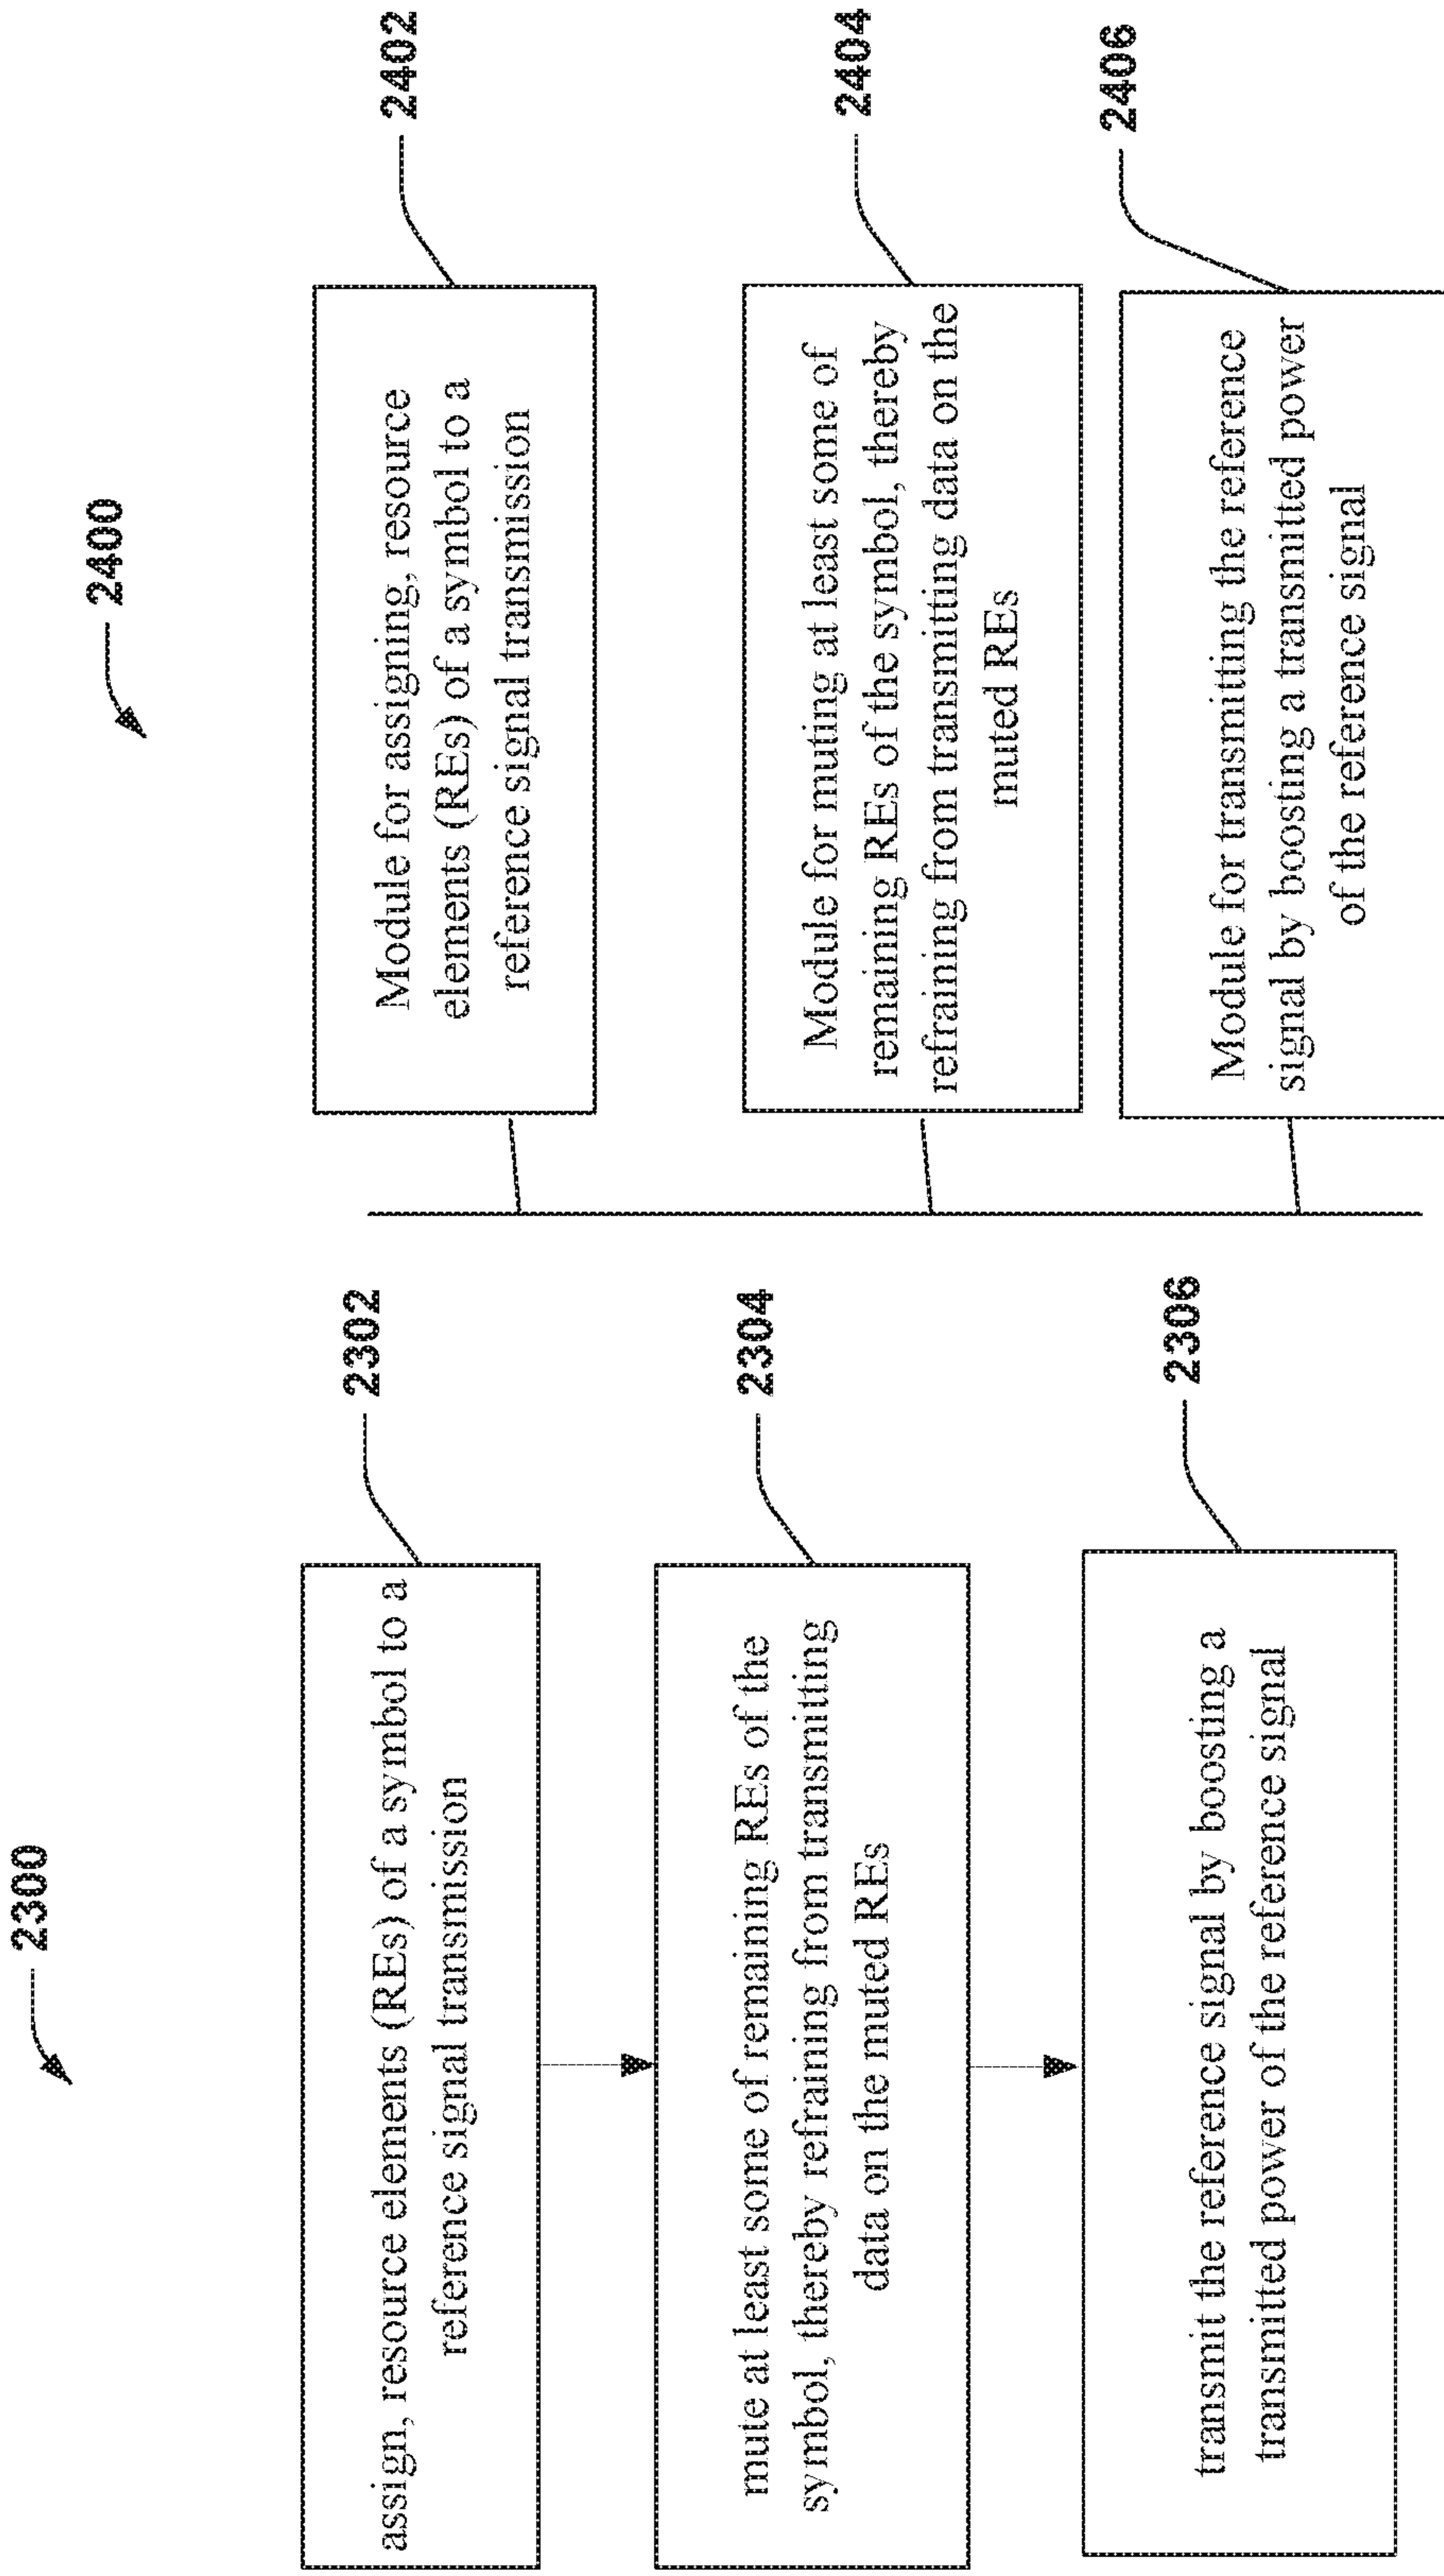 2300
assign, resource elements (REs) of a symbol to a
reference signal transmission
2302
mute at least some of remaining REs of the
symbol, thereby refraining from transmitting
data on the muted REs
2304
transmit the reference signal by boosting a
transmitted power of the reference signal
2306
2400
Module for assigning, resource
elements (REs) of a symbol to a
reference signal transmission
2402
Module for muting at least some of
remaining REs of the symbol, thereby
refraining from transmitting data on the
muted REs
2404
Module for transmitting the reference
signal by boosting a transmitted power
of the reference signal
2406